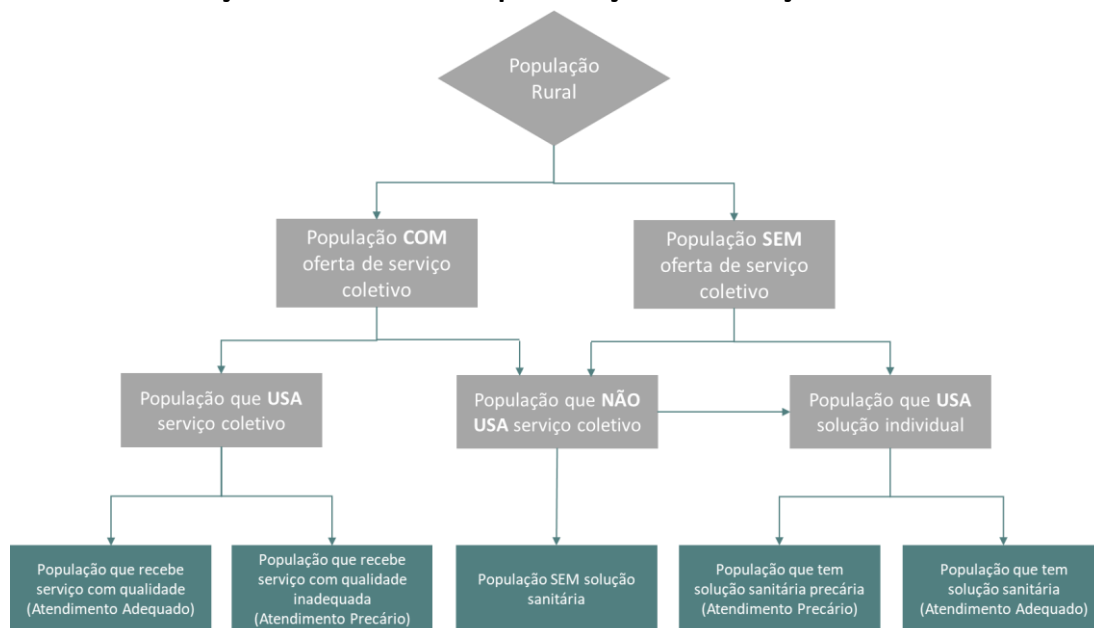 População
Rural
População COM
oferta de serviço
coletivo
População SEM
oferta de serviço
coletivo
População que USA
serviço coletivo
População que NÃO
USA serviço coletivo
População que USA
solução individual
População que recebe
serviço com qualidade
(Atendimento Adequado)
População que recebe
serviço com qualidade
inadequada
(Atendimento Precário)
População SEM solução
sanitária
População que tem
solução sanitária precária
(Atendimento Precário)
População que tem
solução sanitária
(Atendimento Adequado)